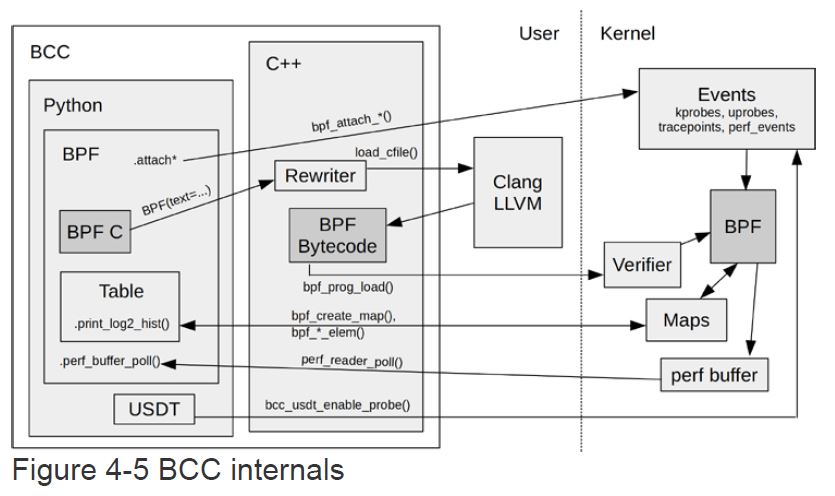 BCC
Python
BPF
.attach*
BPF C
BPF(text=...)
Table
.print_log2_hist()
.perf_buffer_poll()
USDT
C++
bpf_attach_*()
Rewriter
load_cfile()
BPF
Bytecode
bpf_prog_load()
bpf_create_map(),
bpf_*_elem()
perf_reader_poll()
bcc_usdt_enable_probe()
User
Clang
LLVM
Kernel
Events
kprobes, uprobes,
tracepoints, perf_events
BPF
Verifier
Maps
perf buffer
Figure 4-5 BCC internals